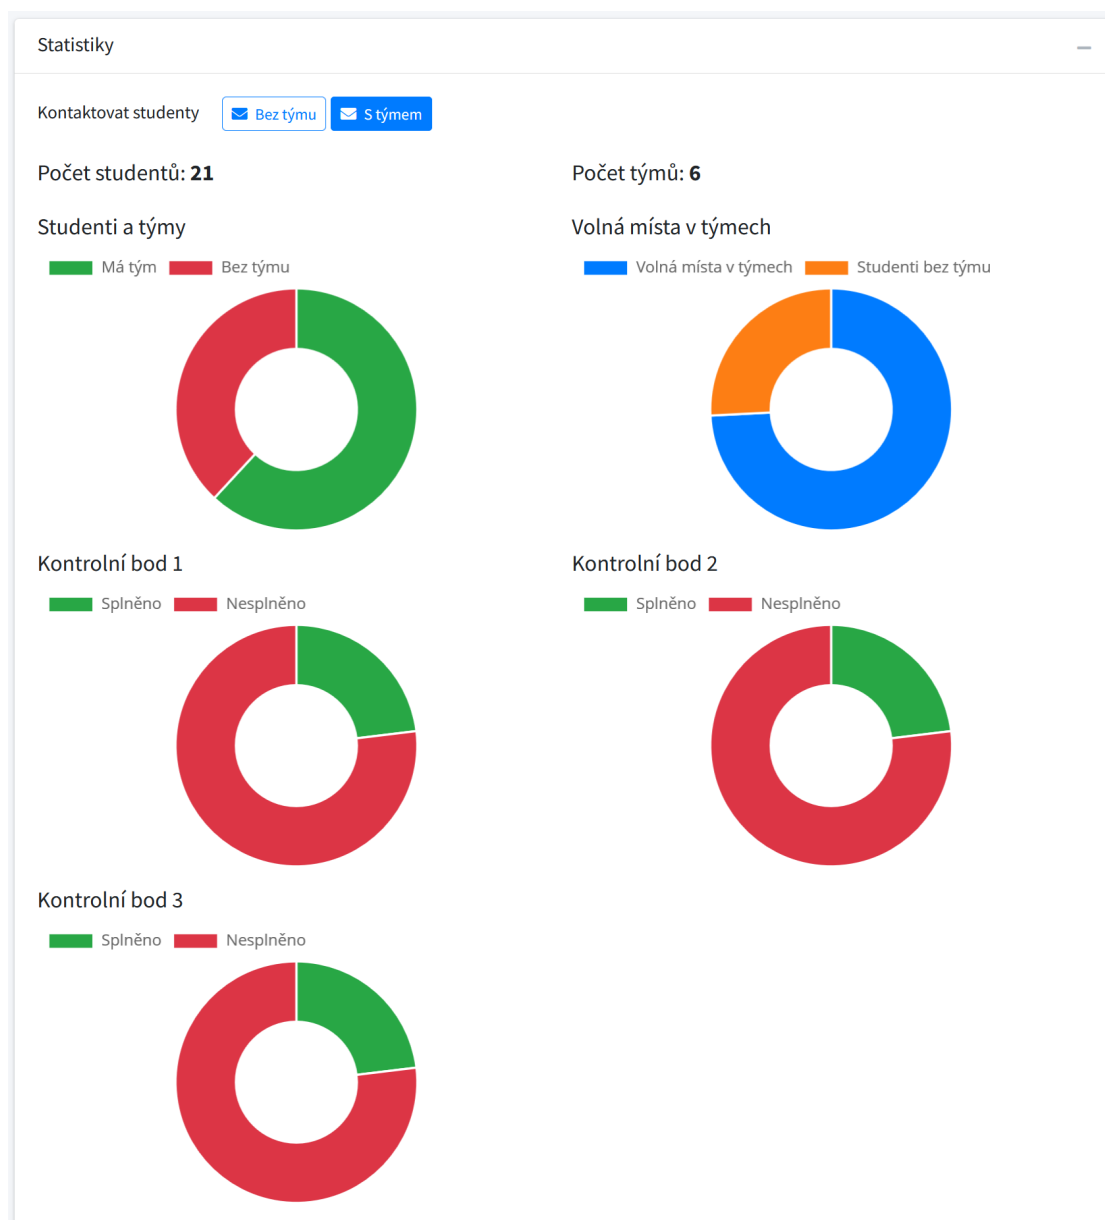 Statistiky
Kontaktovat studenty Bez týmu S týmem
Počet studentů: 21 Počet týmů: 6
Studenti a týmy Volná místa v týmech
Má tým Bez týmu Volná místa v týmech Studenti bez týmu
Kontrolní bod 1 Kontrolní bod 2
Splněno Nesplněno Splněno Nesplněno
Kontrolní bod 3
Splněno Nesplněno